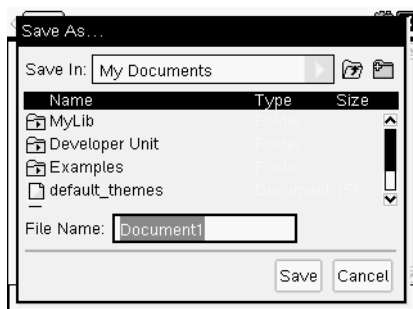 Save As...
Save In: My Documents
Name Type Size
MyLib Folder
Developer Unit Folder
Examples Folder
default_themes Document 15K
File Name: Document1
Save Cancel